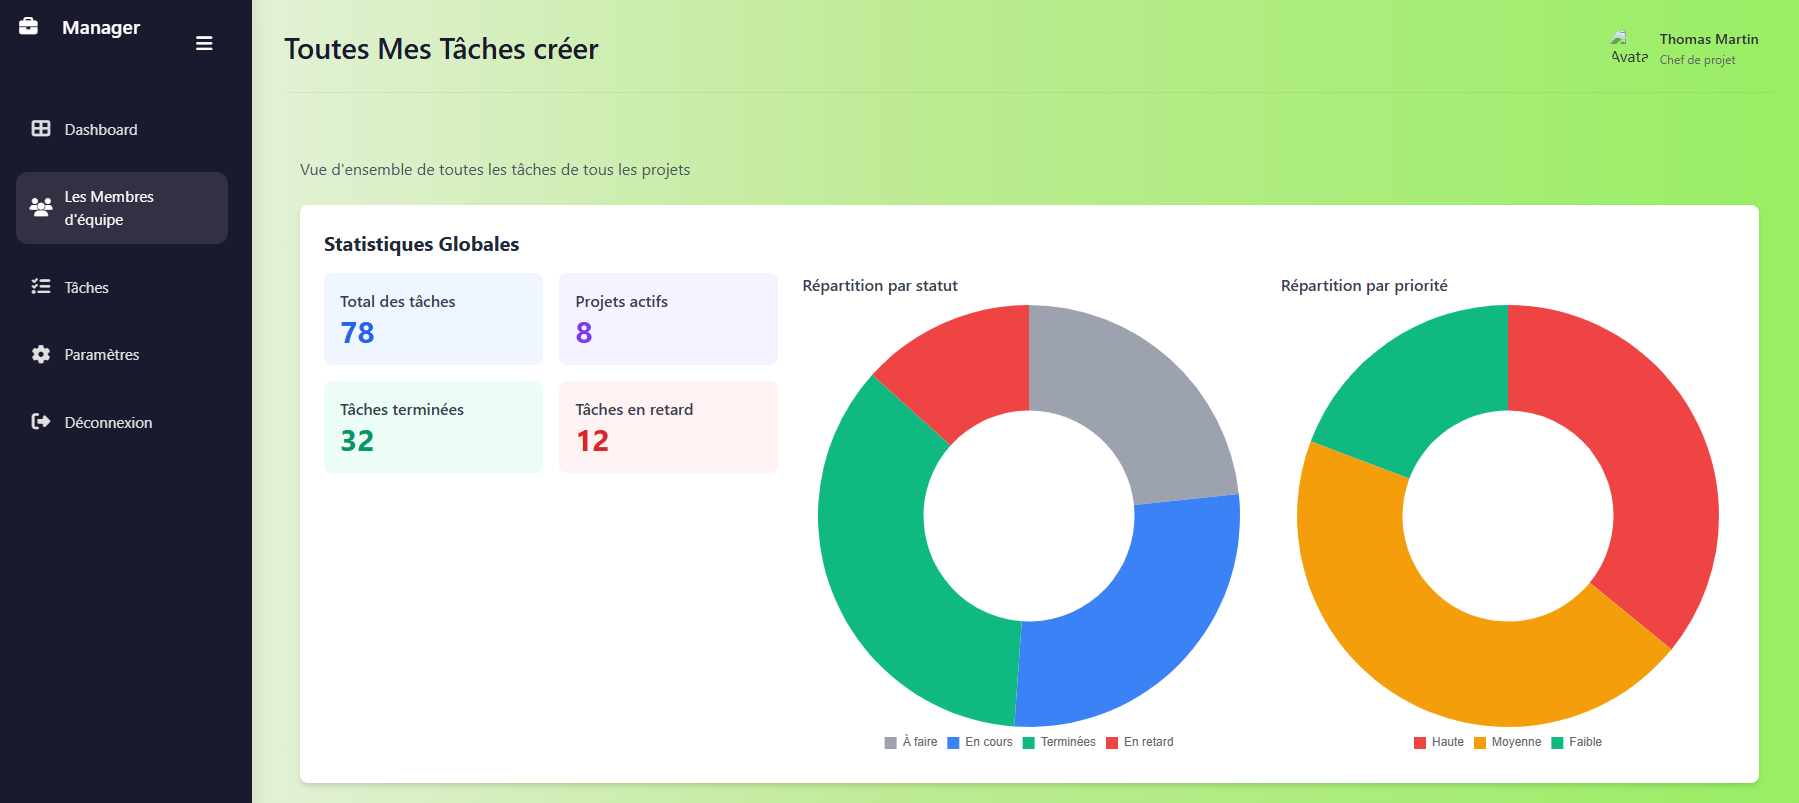 Manager
Dashboard
Les Membres
d'équipe
Tâches
Paramètres
Déconnexion
Toutes Mes Tâches créer
Avata
Thomas Martin
Chef de projet
Vue d'ensemble de toutes les tâches de tous les projets
Statistiques Globales
Total des tâches
78
Projets actifs
8
Tâches terminées
32
Tâches en retard
12
Répartition par statut
À faire En cours Terminées En retard
Répartition par priorité
Haute Moyenne Faible